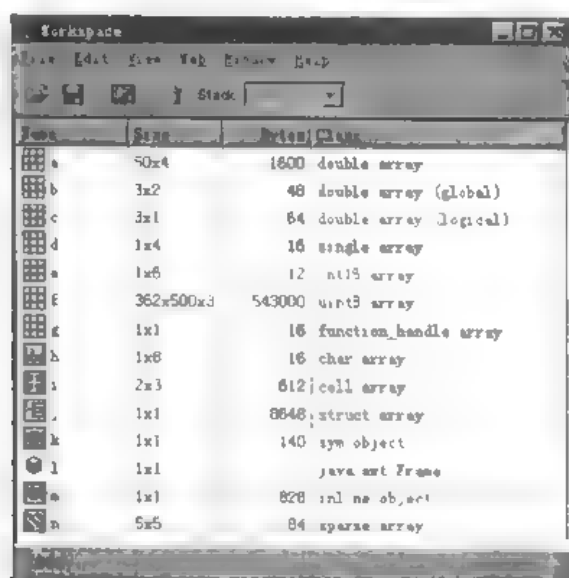 Workspace
Edit View Web Window Help
Stack
Name Size Bytes Class
a 50x4 1600 double array
b 3x2 48 double array (global)
c 3x1 64 double array (logical)
d 1x4 16 single array
e 1x6 12 int16 array
f 362x500x3 543000 uint8 array
g 1x1 16 function_handle array
h 1x8 16 char array
i 2x3 612 cell array
j 1x1 8648 struct array
k 1x1 140 sym object
l 1x1 java.awt.Frame
m 1x1 828 inline object
n 5x5 84 sparse array